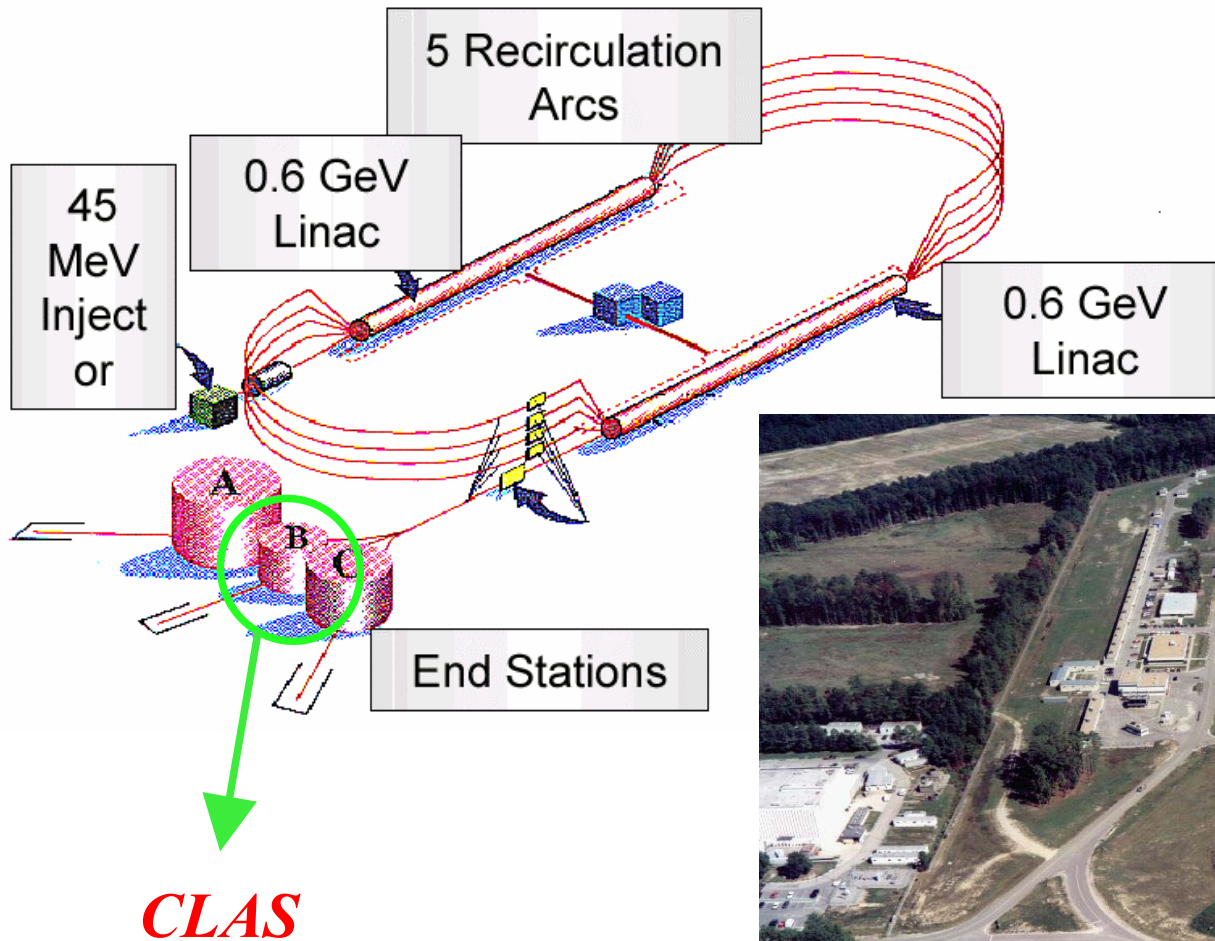 5 Recirculation
Arcs
0.6 GeV
Linac
45
MeV
Inject
or
0.6 GeV
Linac
A
B
C
End Stations
CLAS